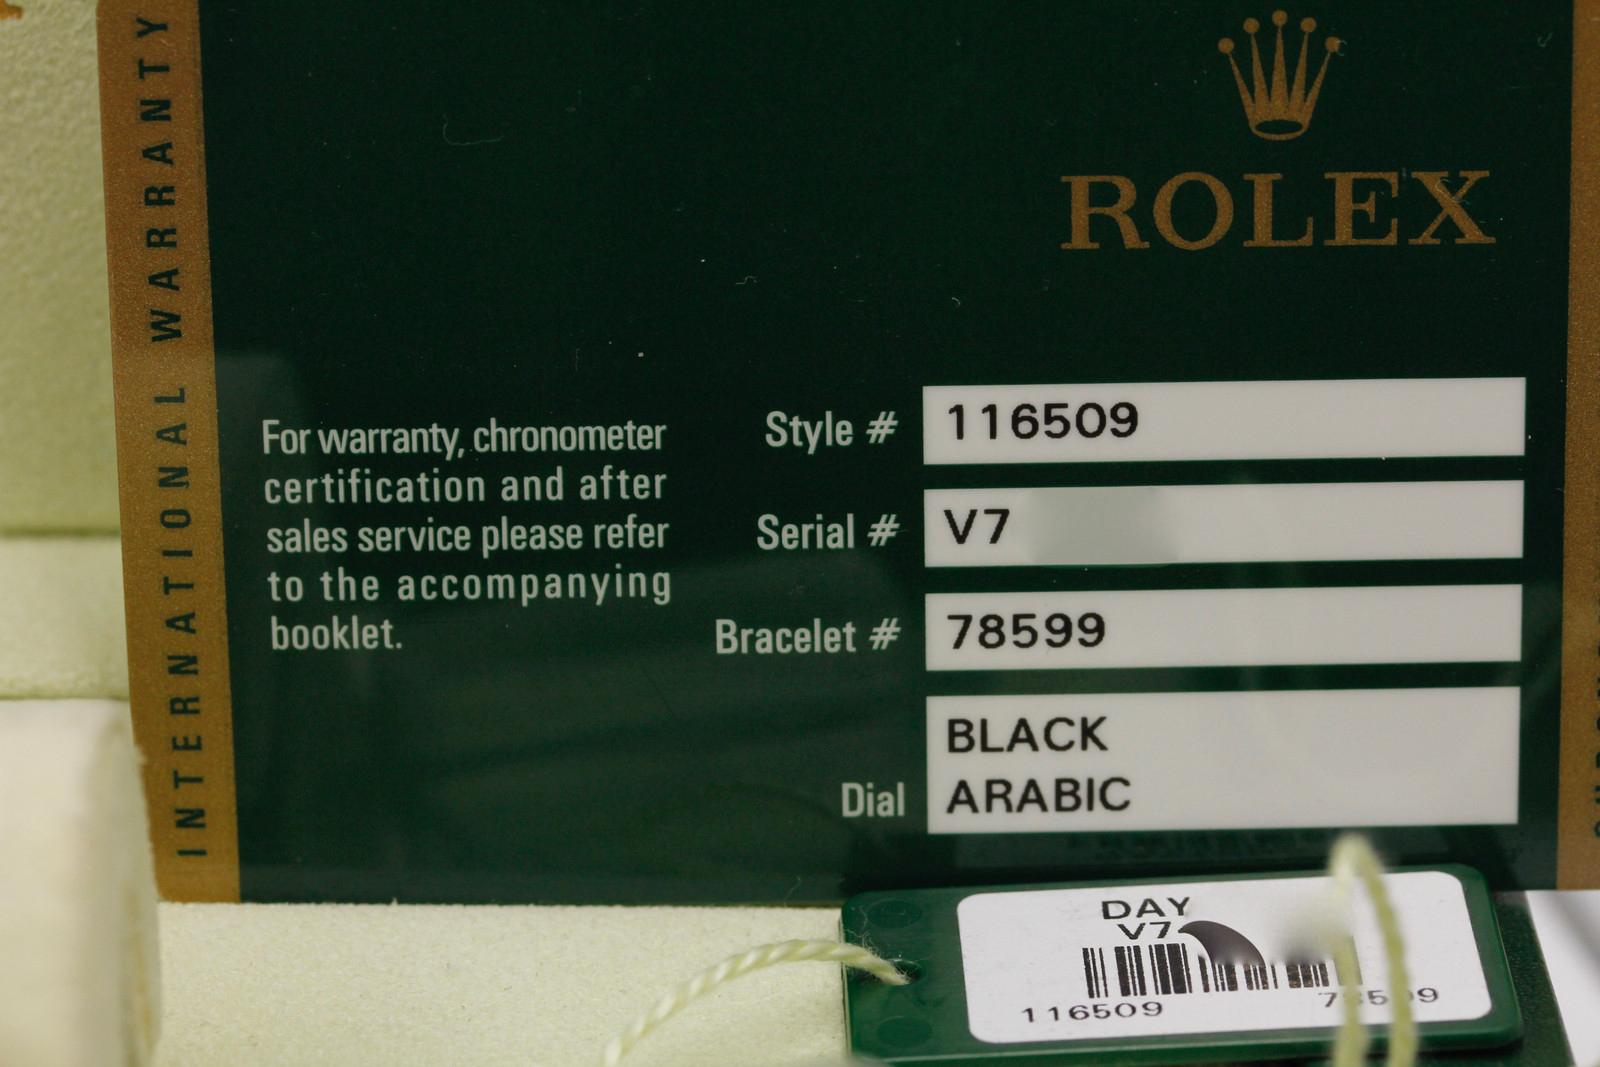 INTERNATIONAL WARRANTY
ROLEX
For warranty, chronometer
certification and after
sales service please refer
to the accompanying
booklet.
Style # 116509
Serial # V7
Bracelet # 78599
Dial BLACK
ARABIC
DAY
V7
116509